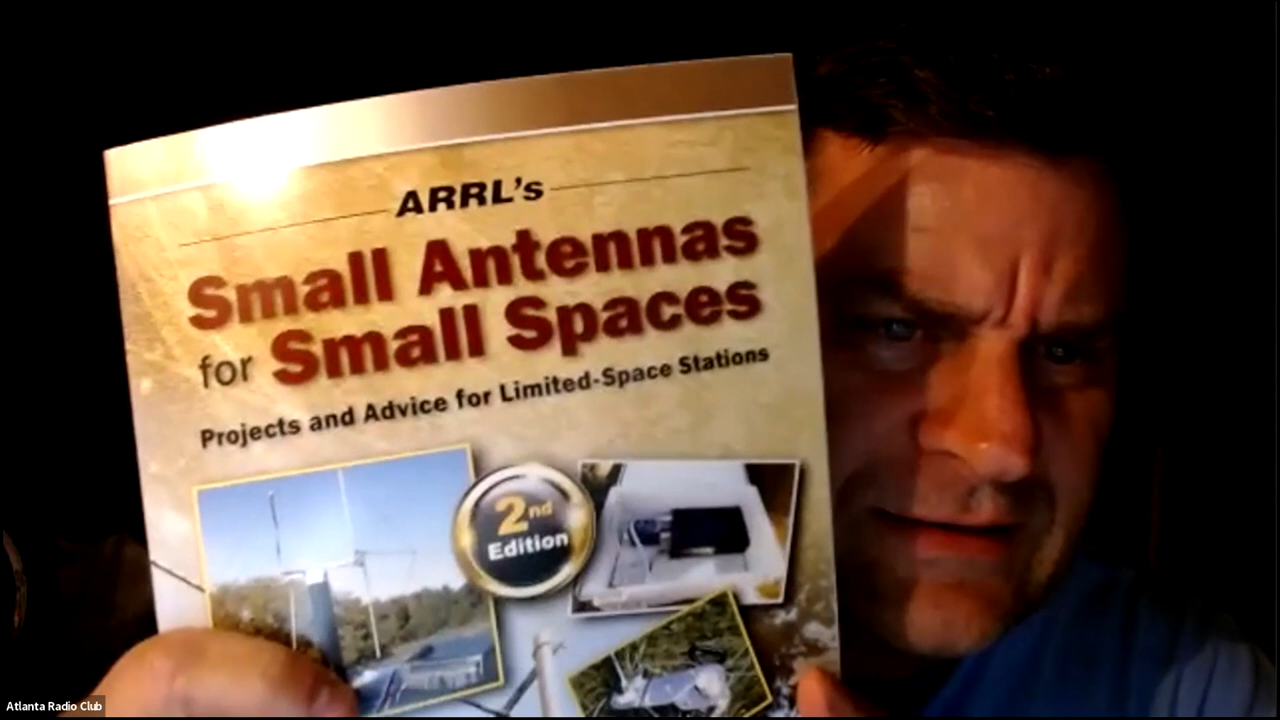 ARRL's
Small Antennas
for Small Spaces
Projects and Advice for Limited-Space Stations
2nd
Edition
Atlanta Radio Club